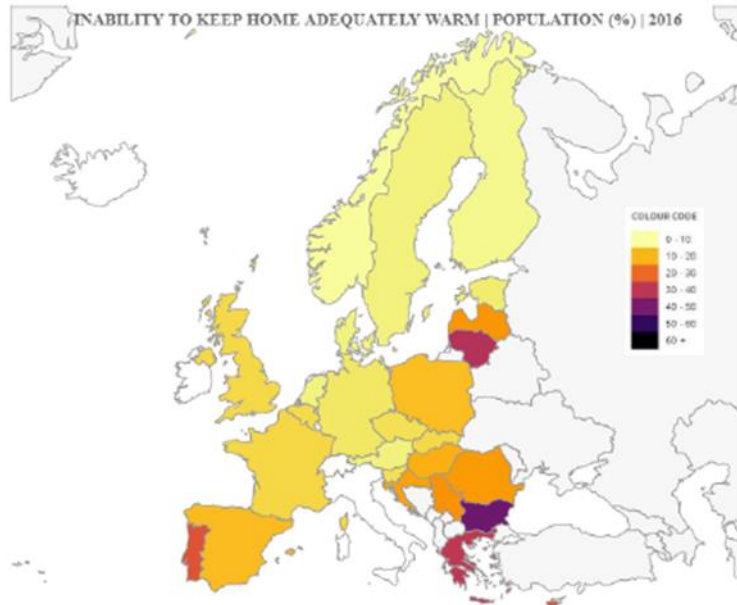 INABILITY TO KEEP HOME ADEQUATELY WARM | POPULATION (%) | 2016
COLOUR CODE
0 - 10
10 - 20
20 - 30
30 - 40
40 - 50
50 - 60
60 +